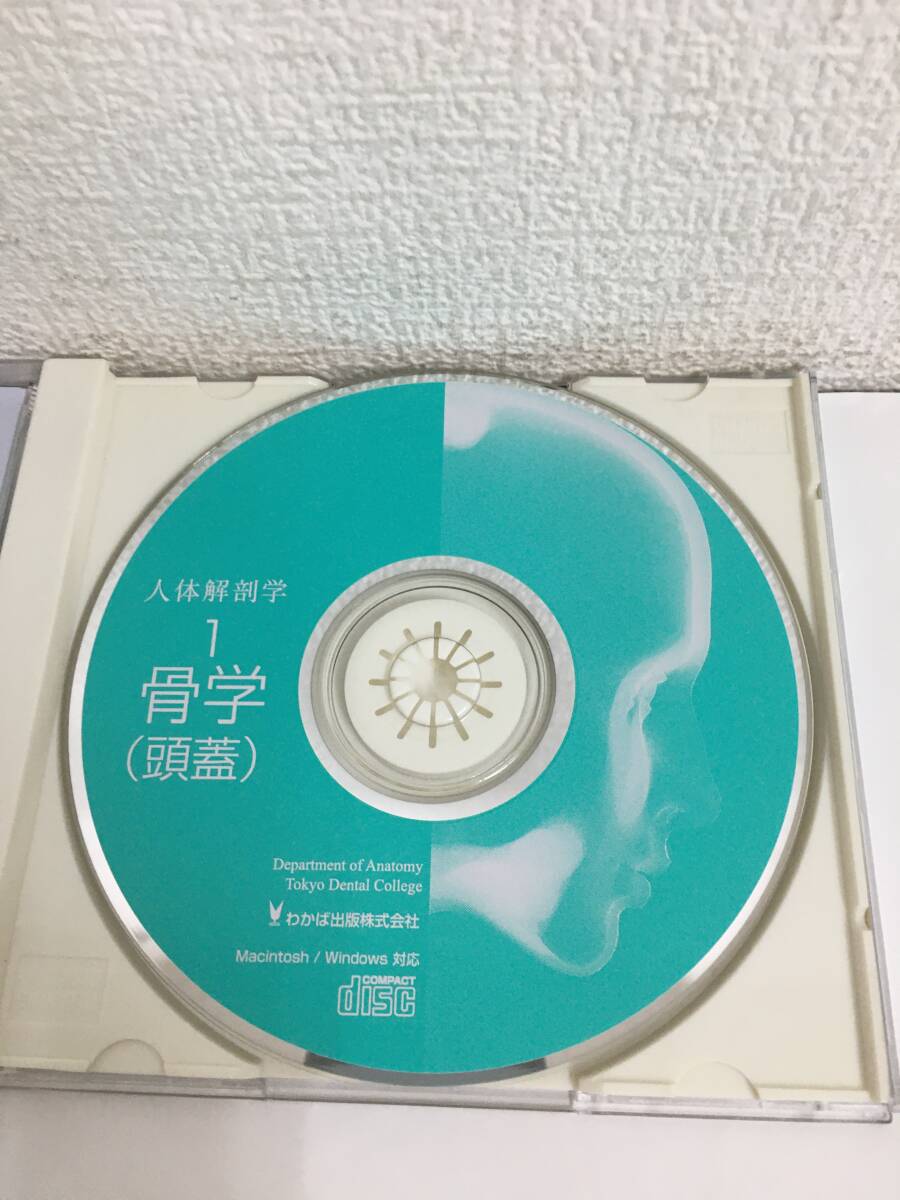 人体解剖学
1
骨学
(頭蓋)
Department of Anatomy
Tokyo Dental College
わかば出版株式会社
Macintosh / Windows 対応
COMPACT
disc